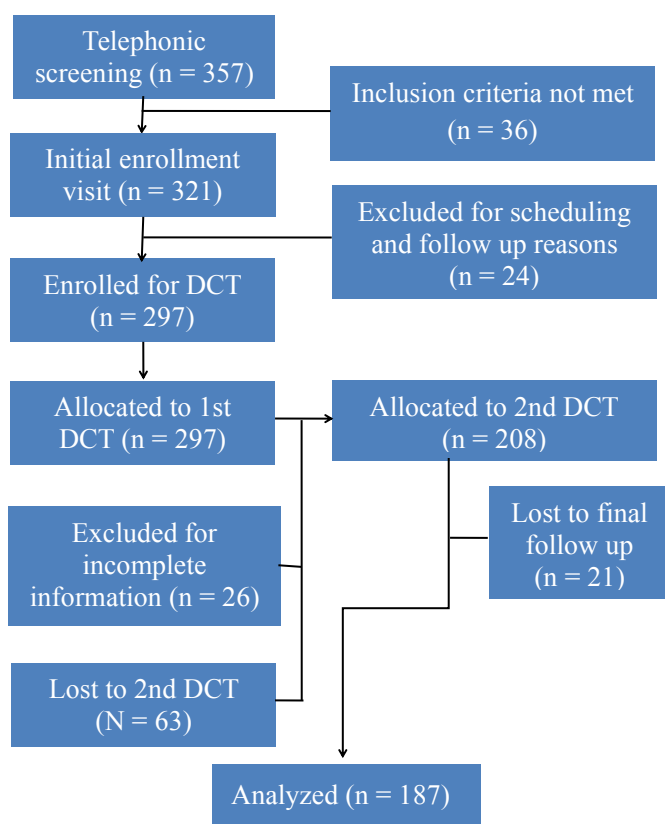 Telephonic
screening (n = 357)
Inclusion criteria not met
(n = 36)
Initial enrollment
visit (n = 321)
Excluded for scheduling
and follow up reasons
(n = 24)
Enrolled for DCT
(n = 297)
Allocated to 1st
DCT (n = 297)
Allocated to 2nd DCT
(n = 208)
Excluded for
incomplete
information (n = 26)
Lost to final
follow up
(n = 21)
Lost to 2nd DCT
(N = 63)
Analyzed (n = 187)